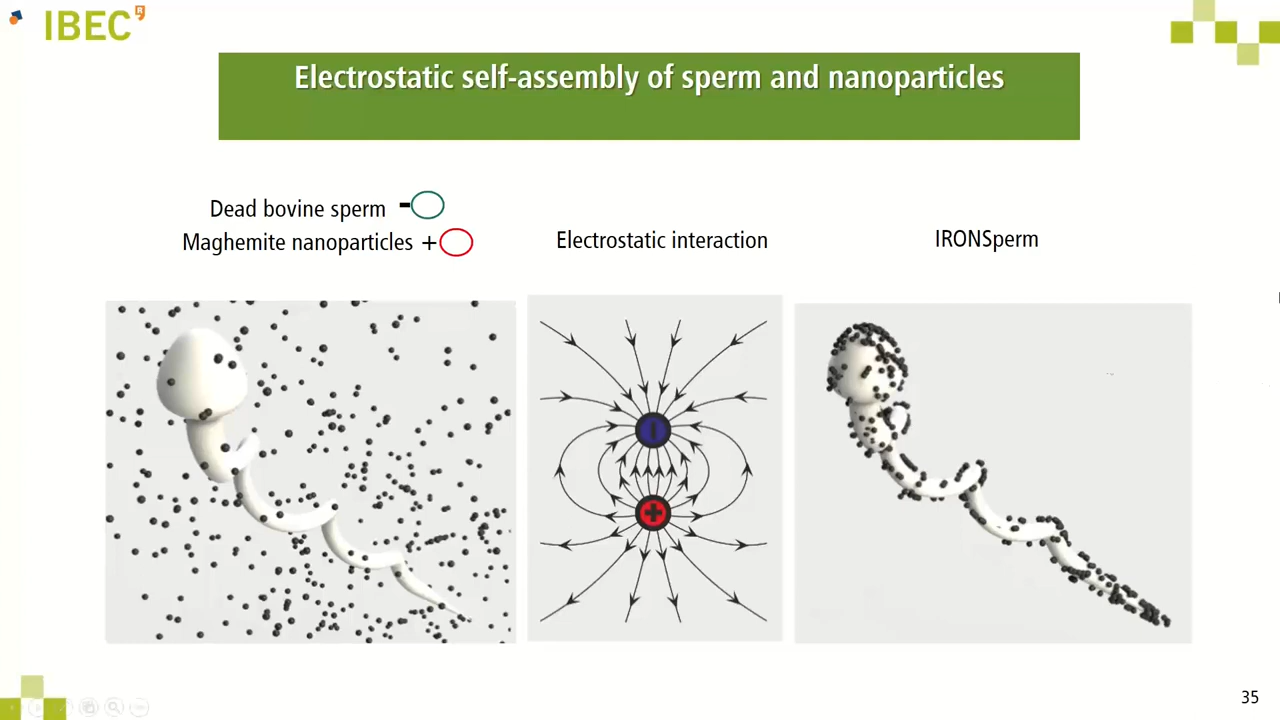 IBEC R
Electrostatic self-assembly of sperm and nanoparticles
Dead bovine sperm -
Maghemite nanoparticles +
Electrostatic interaction
IRONSperm
+
35